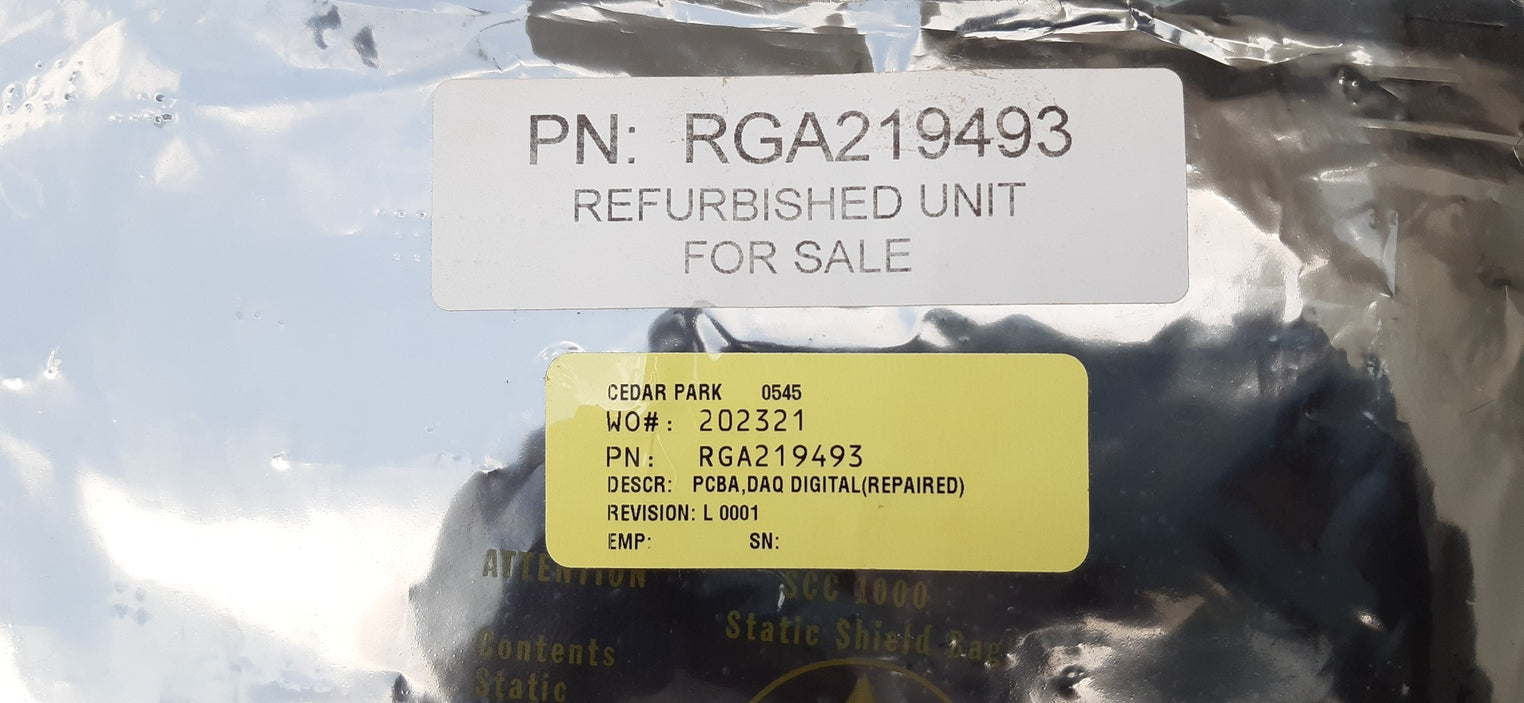 PN: RGA219493
REFURBISHED UNIT
FOR SALE
CEDAR PARK 0545
WO#: 202321
PN: RGA219493
DESCR: PCBA,DAQ DIGITAL(REPAIRED)
REVISION: L 0001
EMP: SN:
ATTENTION
Contents
Static
SCC 1000
Static Shield Bag